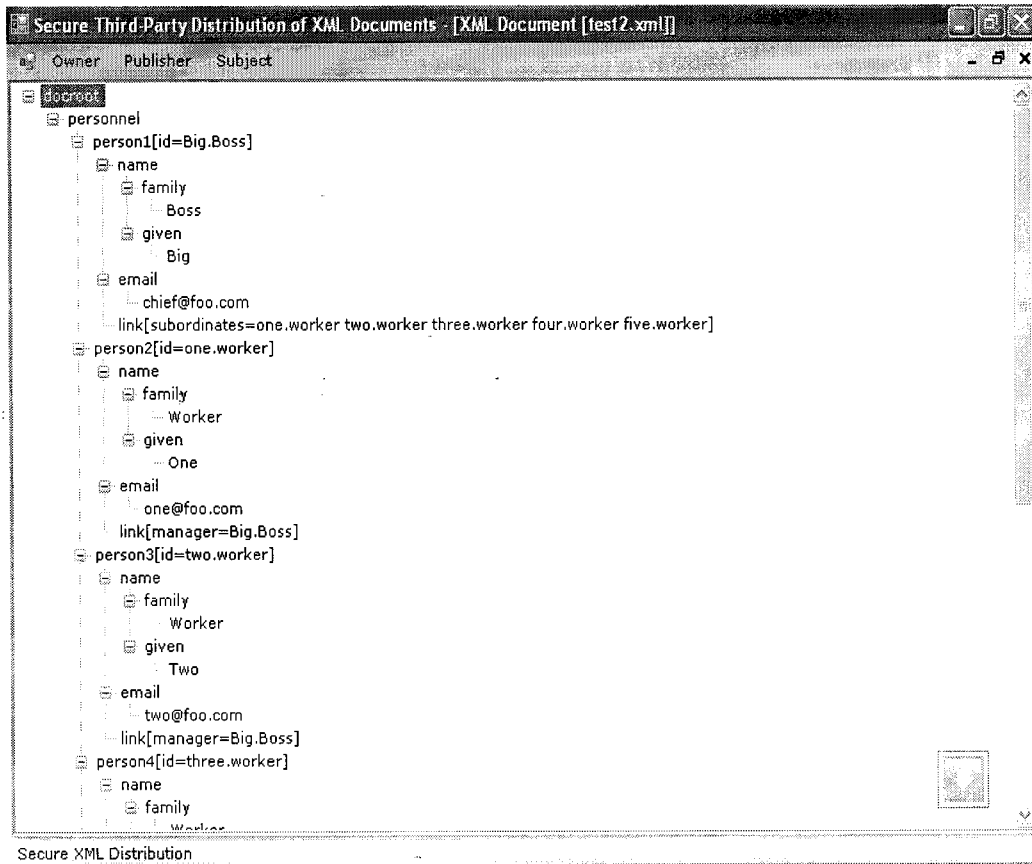 Secure Third-Party Distribution of XML Documents - [XML Document [test2.xml]]
Owner Publisher Subject
docroot
personnel
person1[id=Big.Boss]
name
family
Boss
given
Big
email
chief@foo.com
link[subordinates=one.worker two.worker three.worker four.worker five.worker]
person2[id=one.worker]
name
family
Worker
given
One
email
one@foo.com
link[manager=Big.Boss]
person3[id=two.worker]
name
family
Worker
given
Two
email
two@foo.com
link[manager=Big.Boss]
person4[id=three.worker]
name
family
Worker
Secure XML Distribution